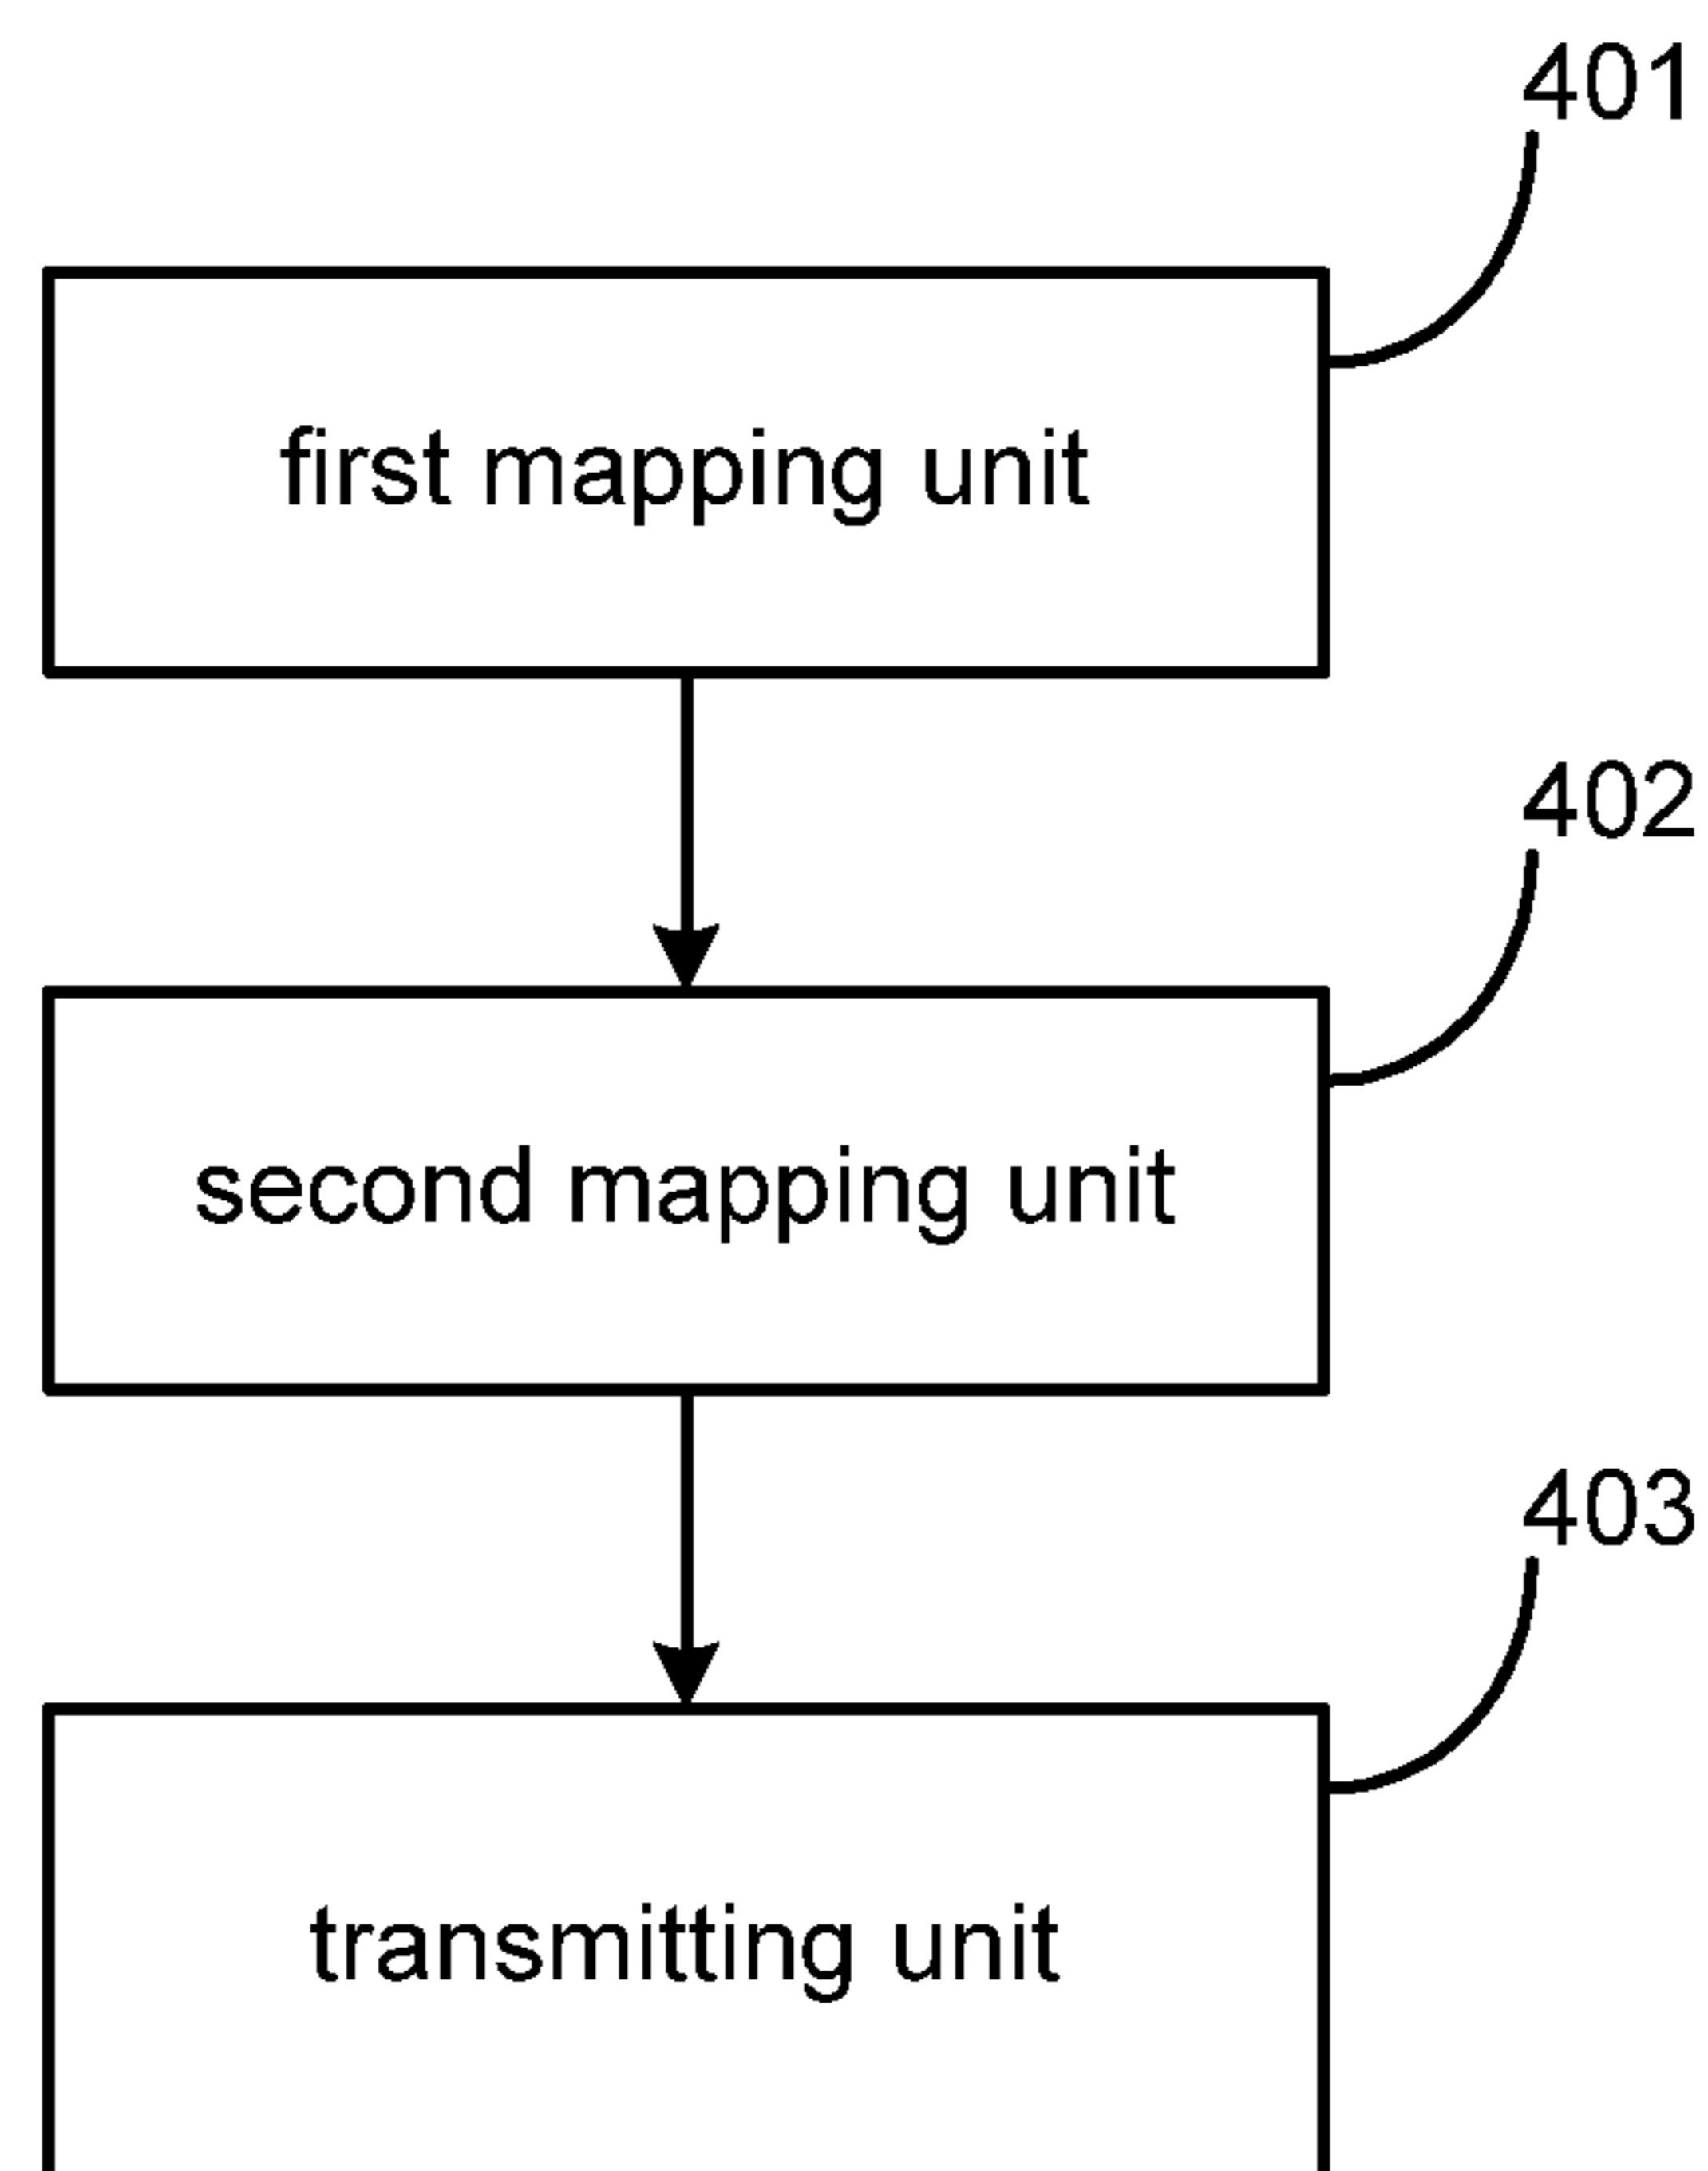 401
first mapping unit
402
second mapping unit
403
transmitting unit